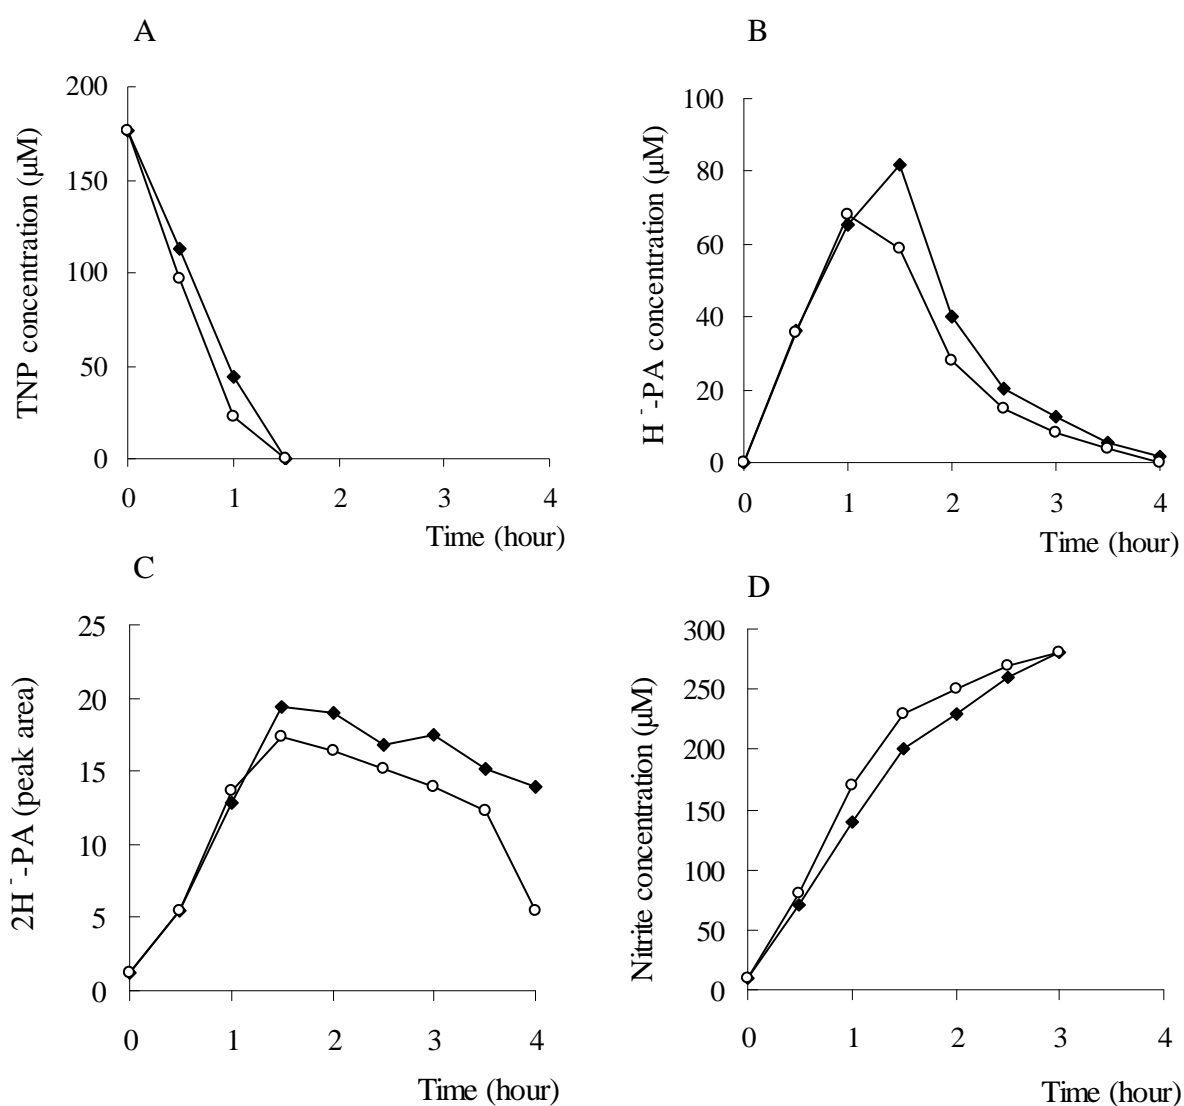 A
TNP concentration (µM)
200
150
100
50
0
0 1 2 3 4
Time (hour)
B
H⁻-PA concentration (µM)
100
80
60
40
20
0
0 1 2 3 4
Time (hour)
C
2H⁻-PA (peak area)
25
20
15
10
5
0
0 1 2 3 4
Time (hour)
D
Nitrite concentration (µM)
300
250
200
150
100
50
0
0 1 2 3 4
Time (hour)